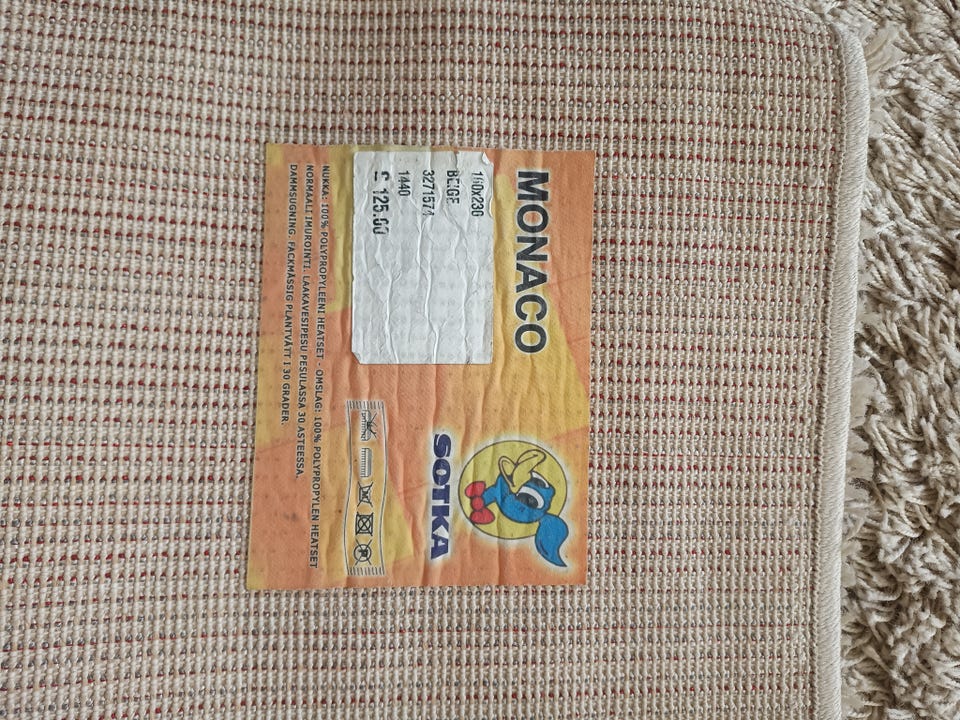 MONACO
160x230
BEIGE
3271574
1440
125.00
SOTKA
NUKKA: 100% POLYPROPYLEENI HEATSET - OMSLAG: 100% POLYPROPYLEN HEATSET
NORMAALI IMUROINTI. LAAKAVESIPESU PESULASSA 30 ASTEESSA.
DAMMSUGNING. FACKMÄSSIG PLANTVÄTT I 30 GRADER.